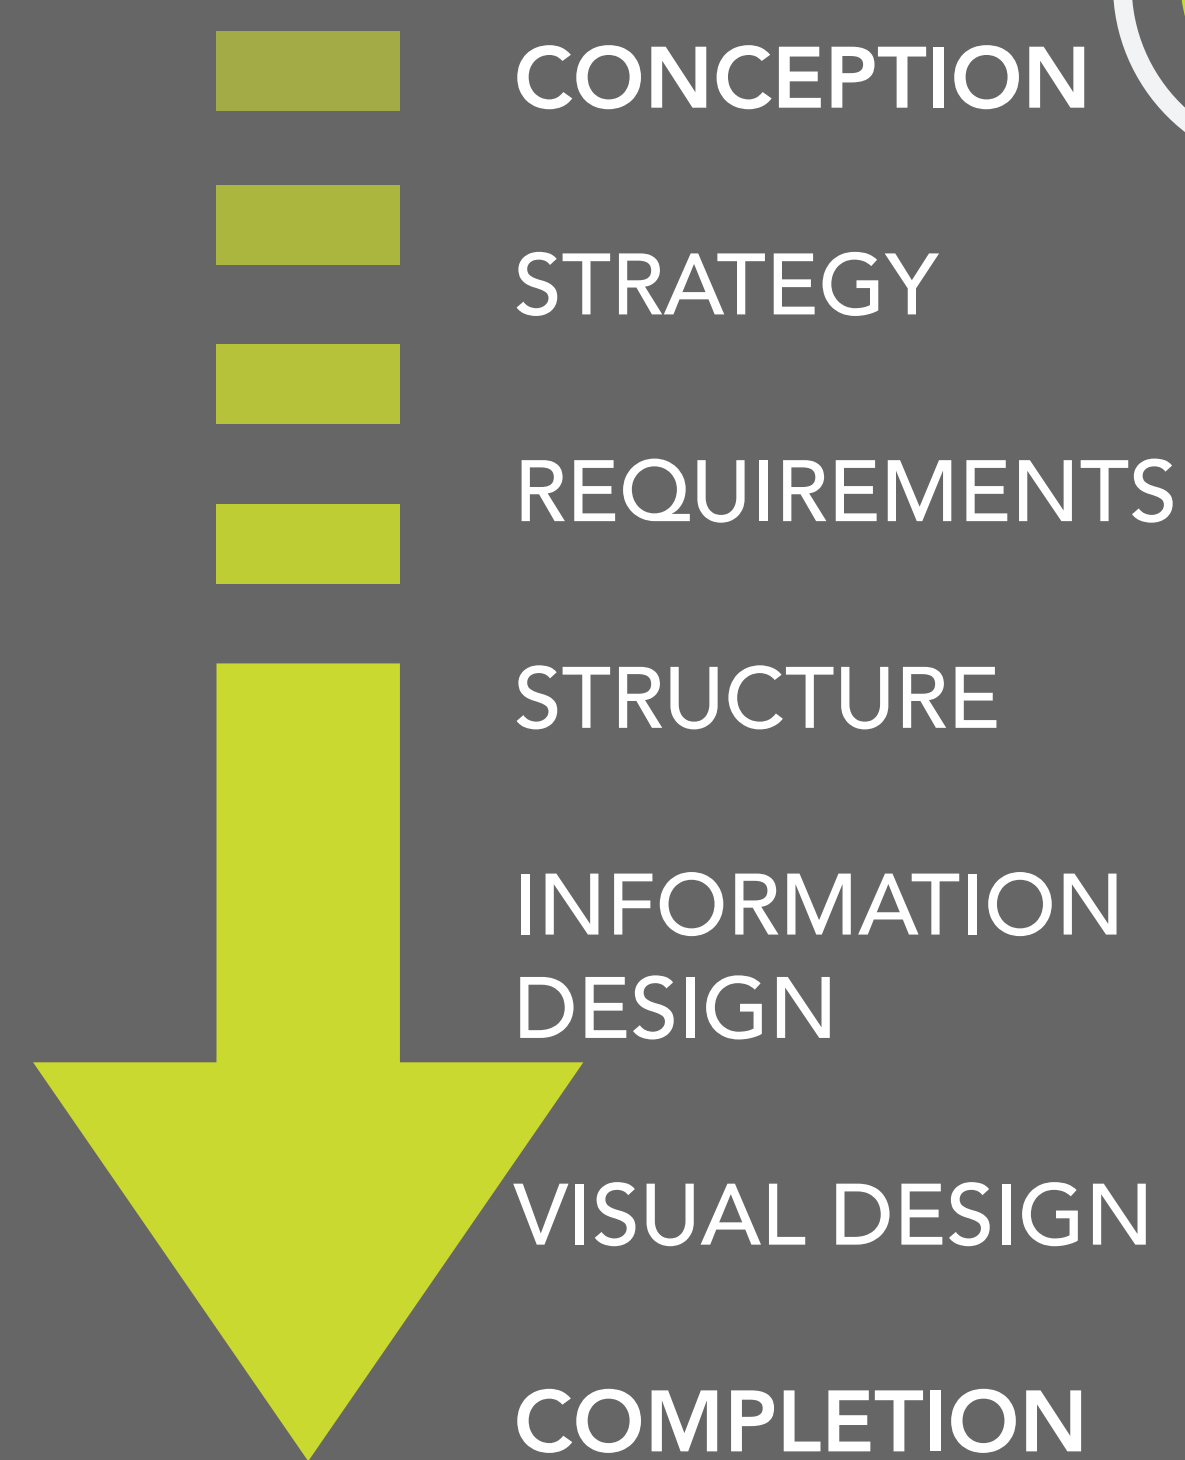 CONCEPTION
STRATEGY
REQUIREMENTS
STRUCTURE
INFORMATION
DESIGN
VISUAL DESIGN
COMPLETION